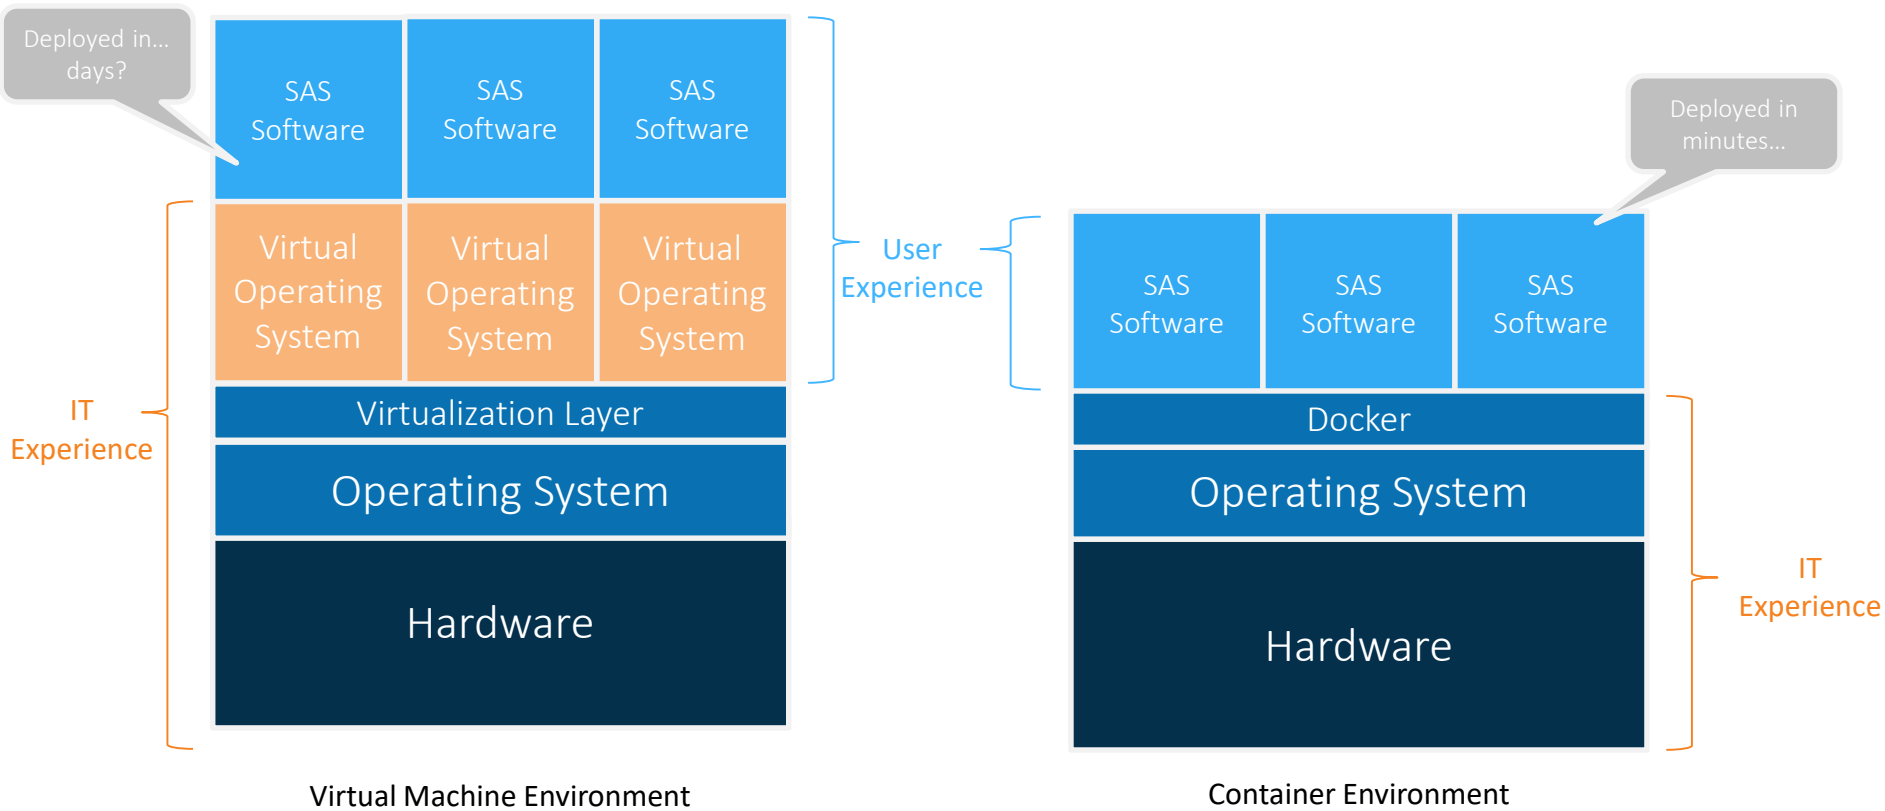 Deployed in...
days?
SAS
Software
SAS
Software
SAS
Software
Virtual
Operating
System
Virtual
Operating
System
Virtual
Operating
System
Virtualization Layer
Operating System
Hardware
IT
Experience
User
Experience
Virtual Machine Environment
Deployed in
minutes...
SAS
Software
SAS
Software
SAS
Software
Docker
Operating System
Hardware
IT
Experience
Container Environment